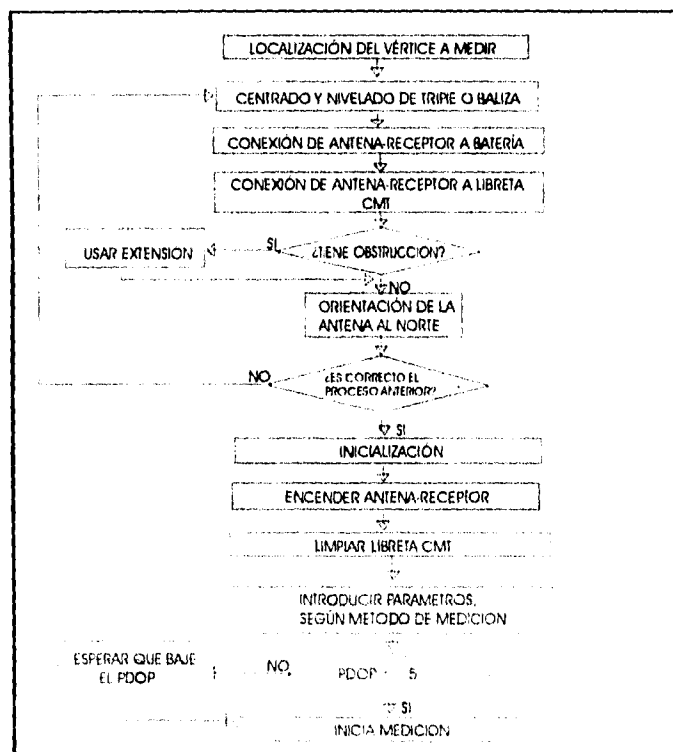 LOCALIZACIÓN DEL VÉRTICE A MEDIR
CENTRADO Y NIVELADO DE TRIPIE O BALIZA
CONEXIÓN DE ANTENA-RECEPTOR A BATERÍA
CONEXIÓN DE ANTENA-RECEPTOR A LIBRETA
CMT
USAR EXTENSION
SI
¿TIENE OBSTRUCCION?
NO
ORIENTACIÓN DE LA
ANTENA AL NORTE
NO
¿ES CORRECTO EL
PROCESO ANTERIOR?
SI
INICIALIZACIÓN
ENCENDER ANTENA-RECEPTOR
LIMPIAR LIBRETA CMT
INTRODUCIR PARAMETROS,
SEGÚN METODO DE MEDICION
ESPERAR QUE BAJE
EL PDOP
NO
PDOP 5
SI
INICIA MEDICION